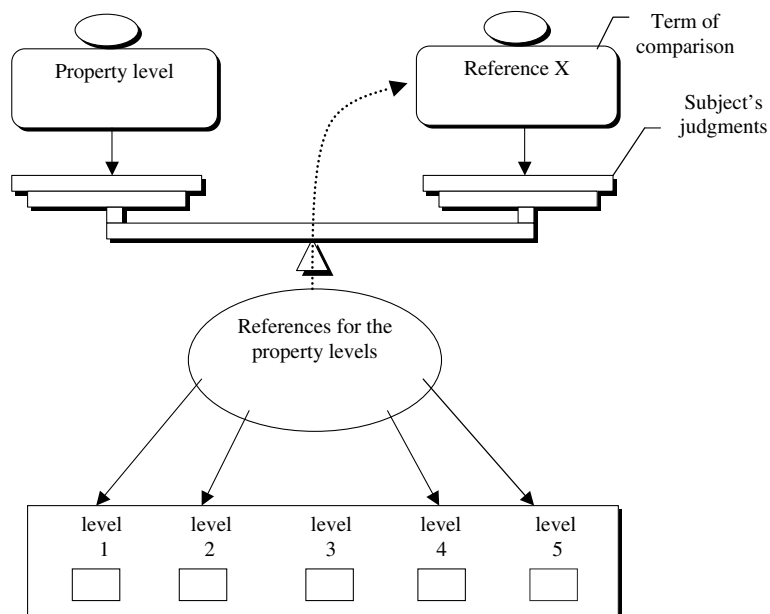 Property level
Reference X
Term of
comparison
Subject's
judgments
References for the
property levels
level
1
level
2
level
3
level
4
level
5